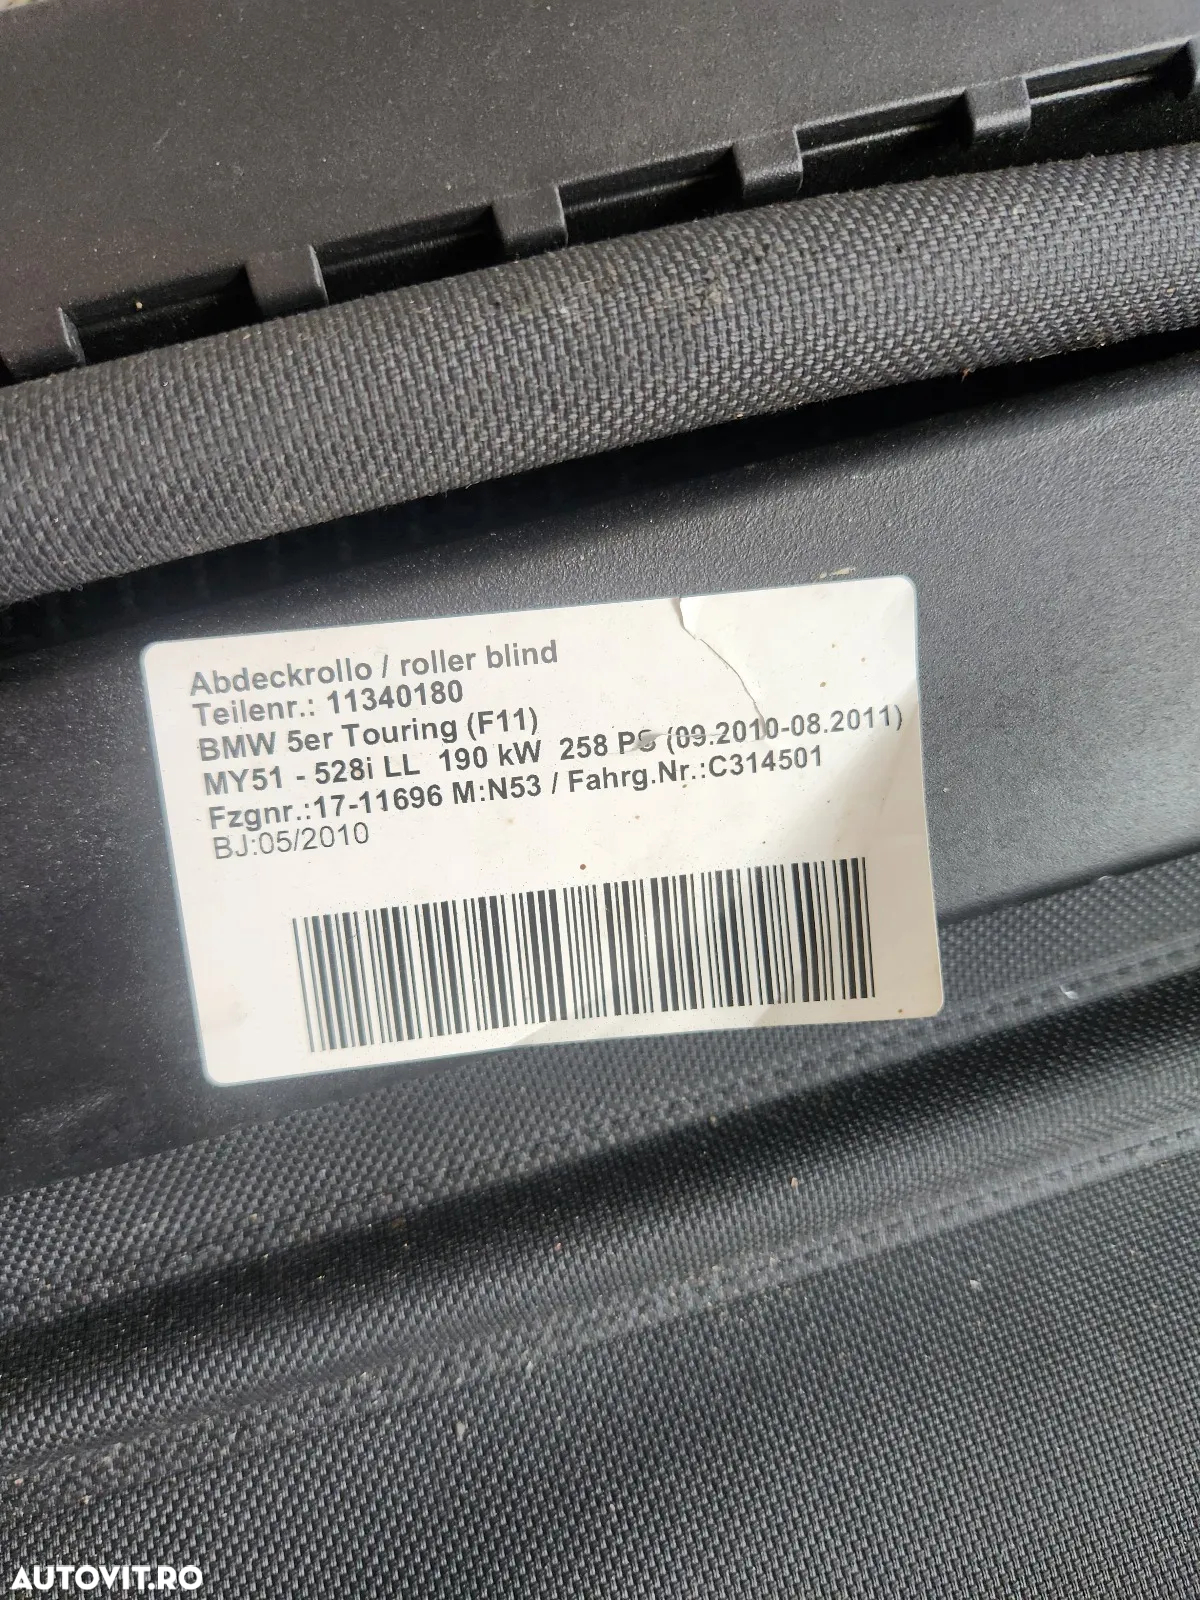 Abdeckrollo / roller blind
Teilenr.: 11340180
BMW 5er Touring (F11)
MY51 - 528i LL 190 kW 258 PS (09.2010-08.2011)
Fzgnr.:17-11696 M:N53 / Fahrg.Nr.:C314501
BJ:05/2010
AUTOVIT.RO